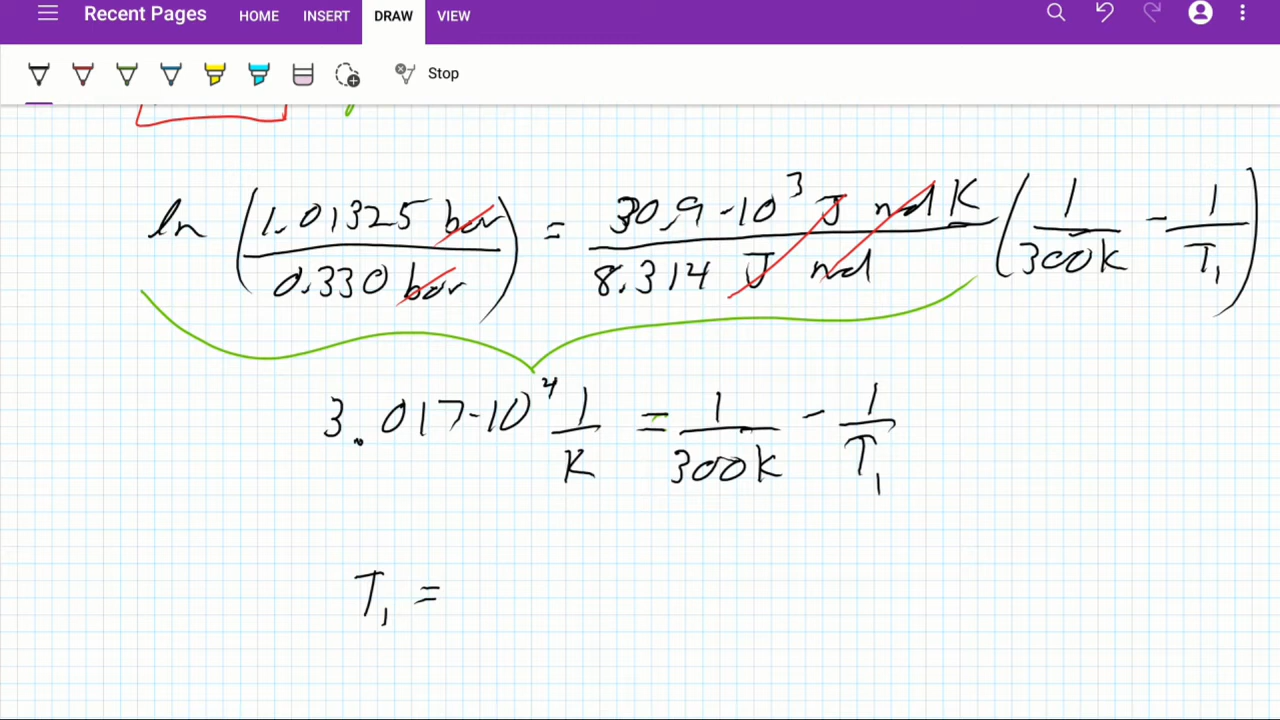 Recent Pages HOME INSERT DRAW VIEW
Stop
ln (1.01325 bar / 0.330 bar) = 30.9·10³ J mol K / 8.314 J mol (1/300K - 1/T₁)
3.017·10⁴ 1/K = 1/300K - 1/T₁
T₁ =